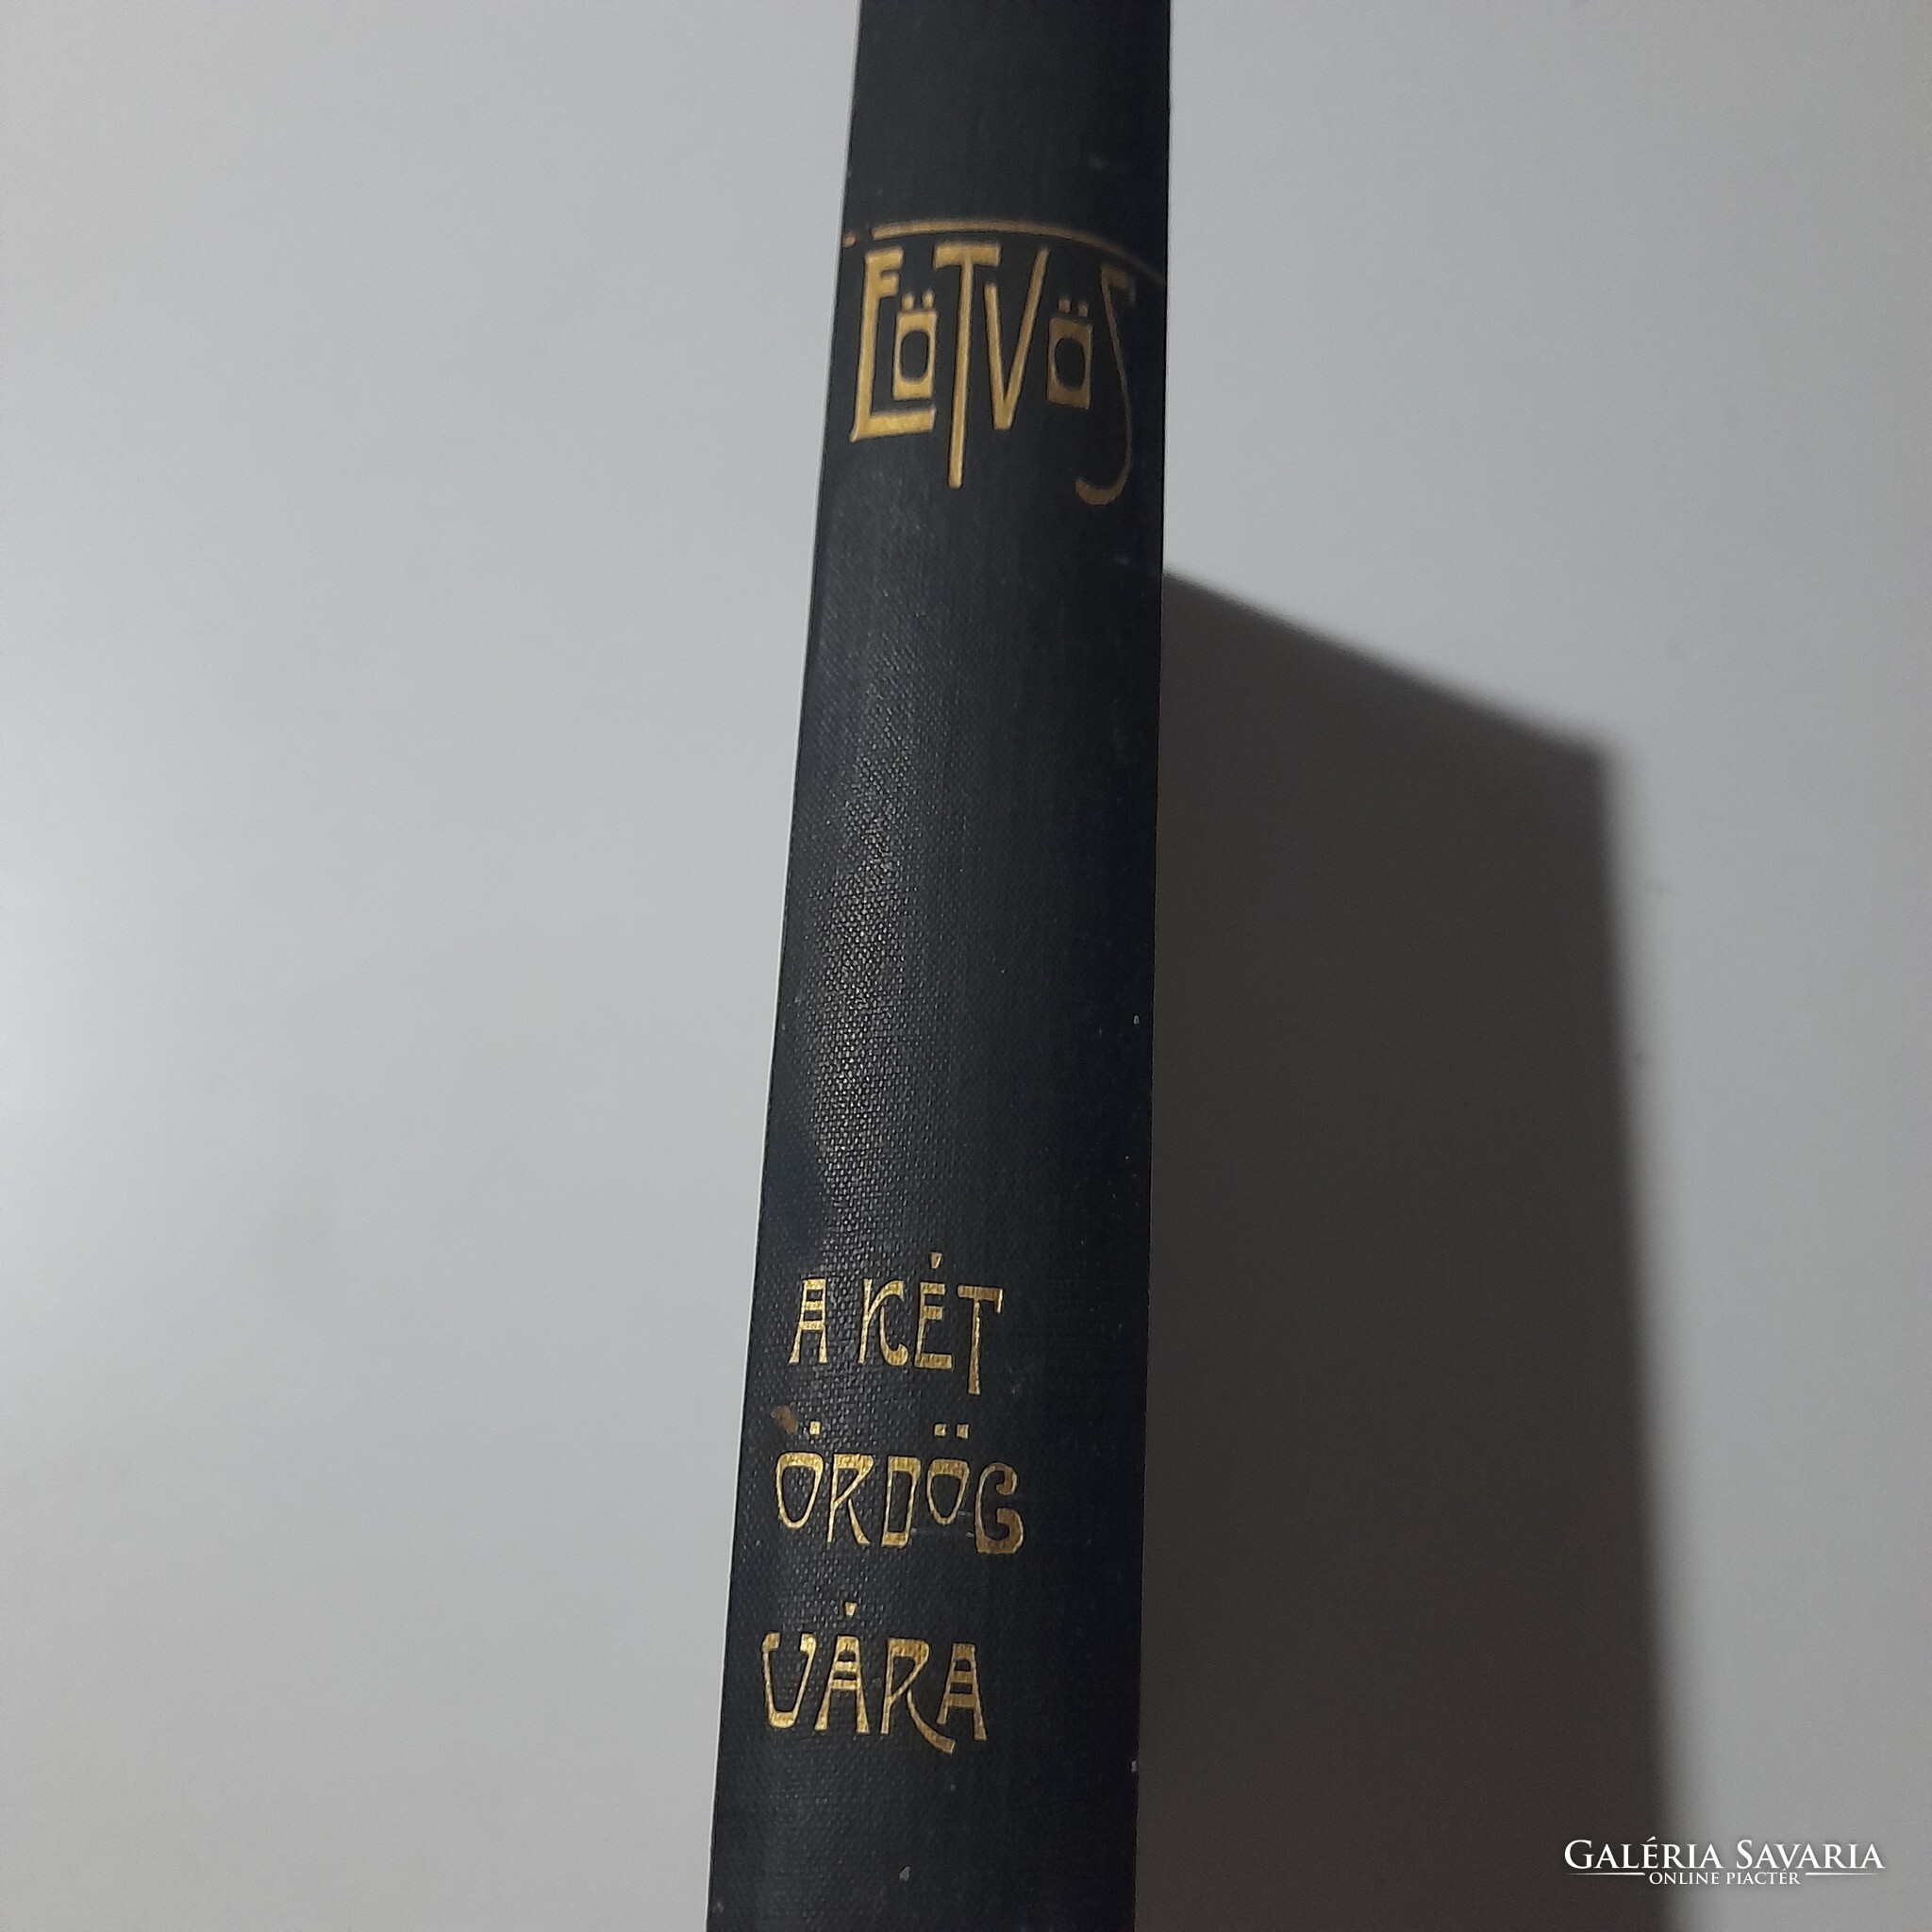 EÖTVÖS
A KÉT
ÖRDÖG
VÁRA
GALÉRIA SAVARIA
ONLINE PIACTÉR